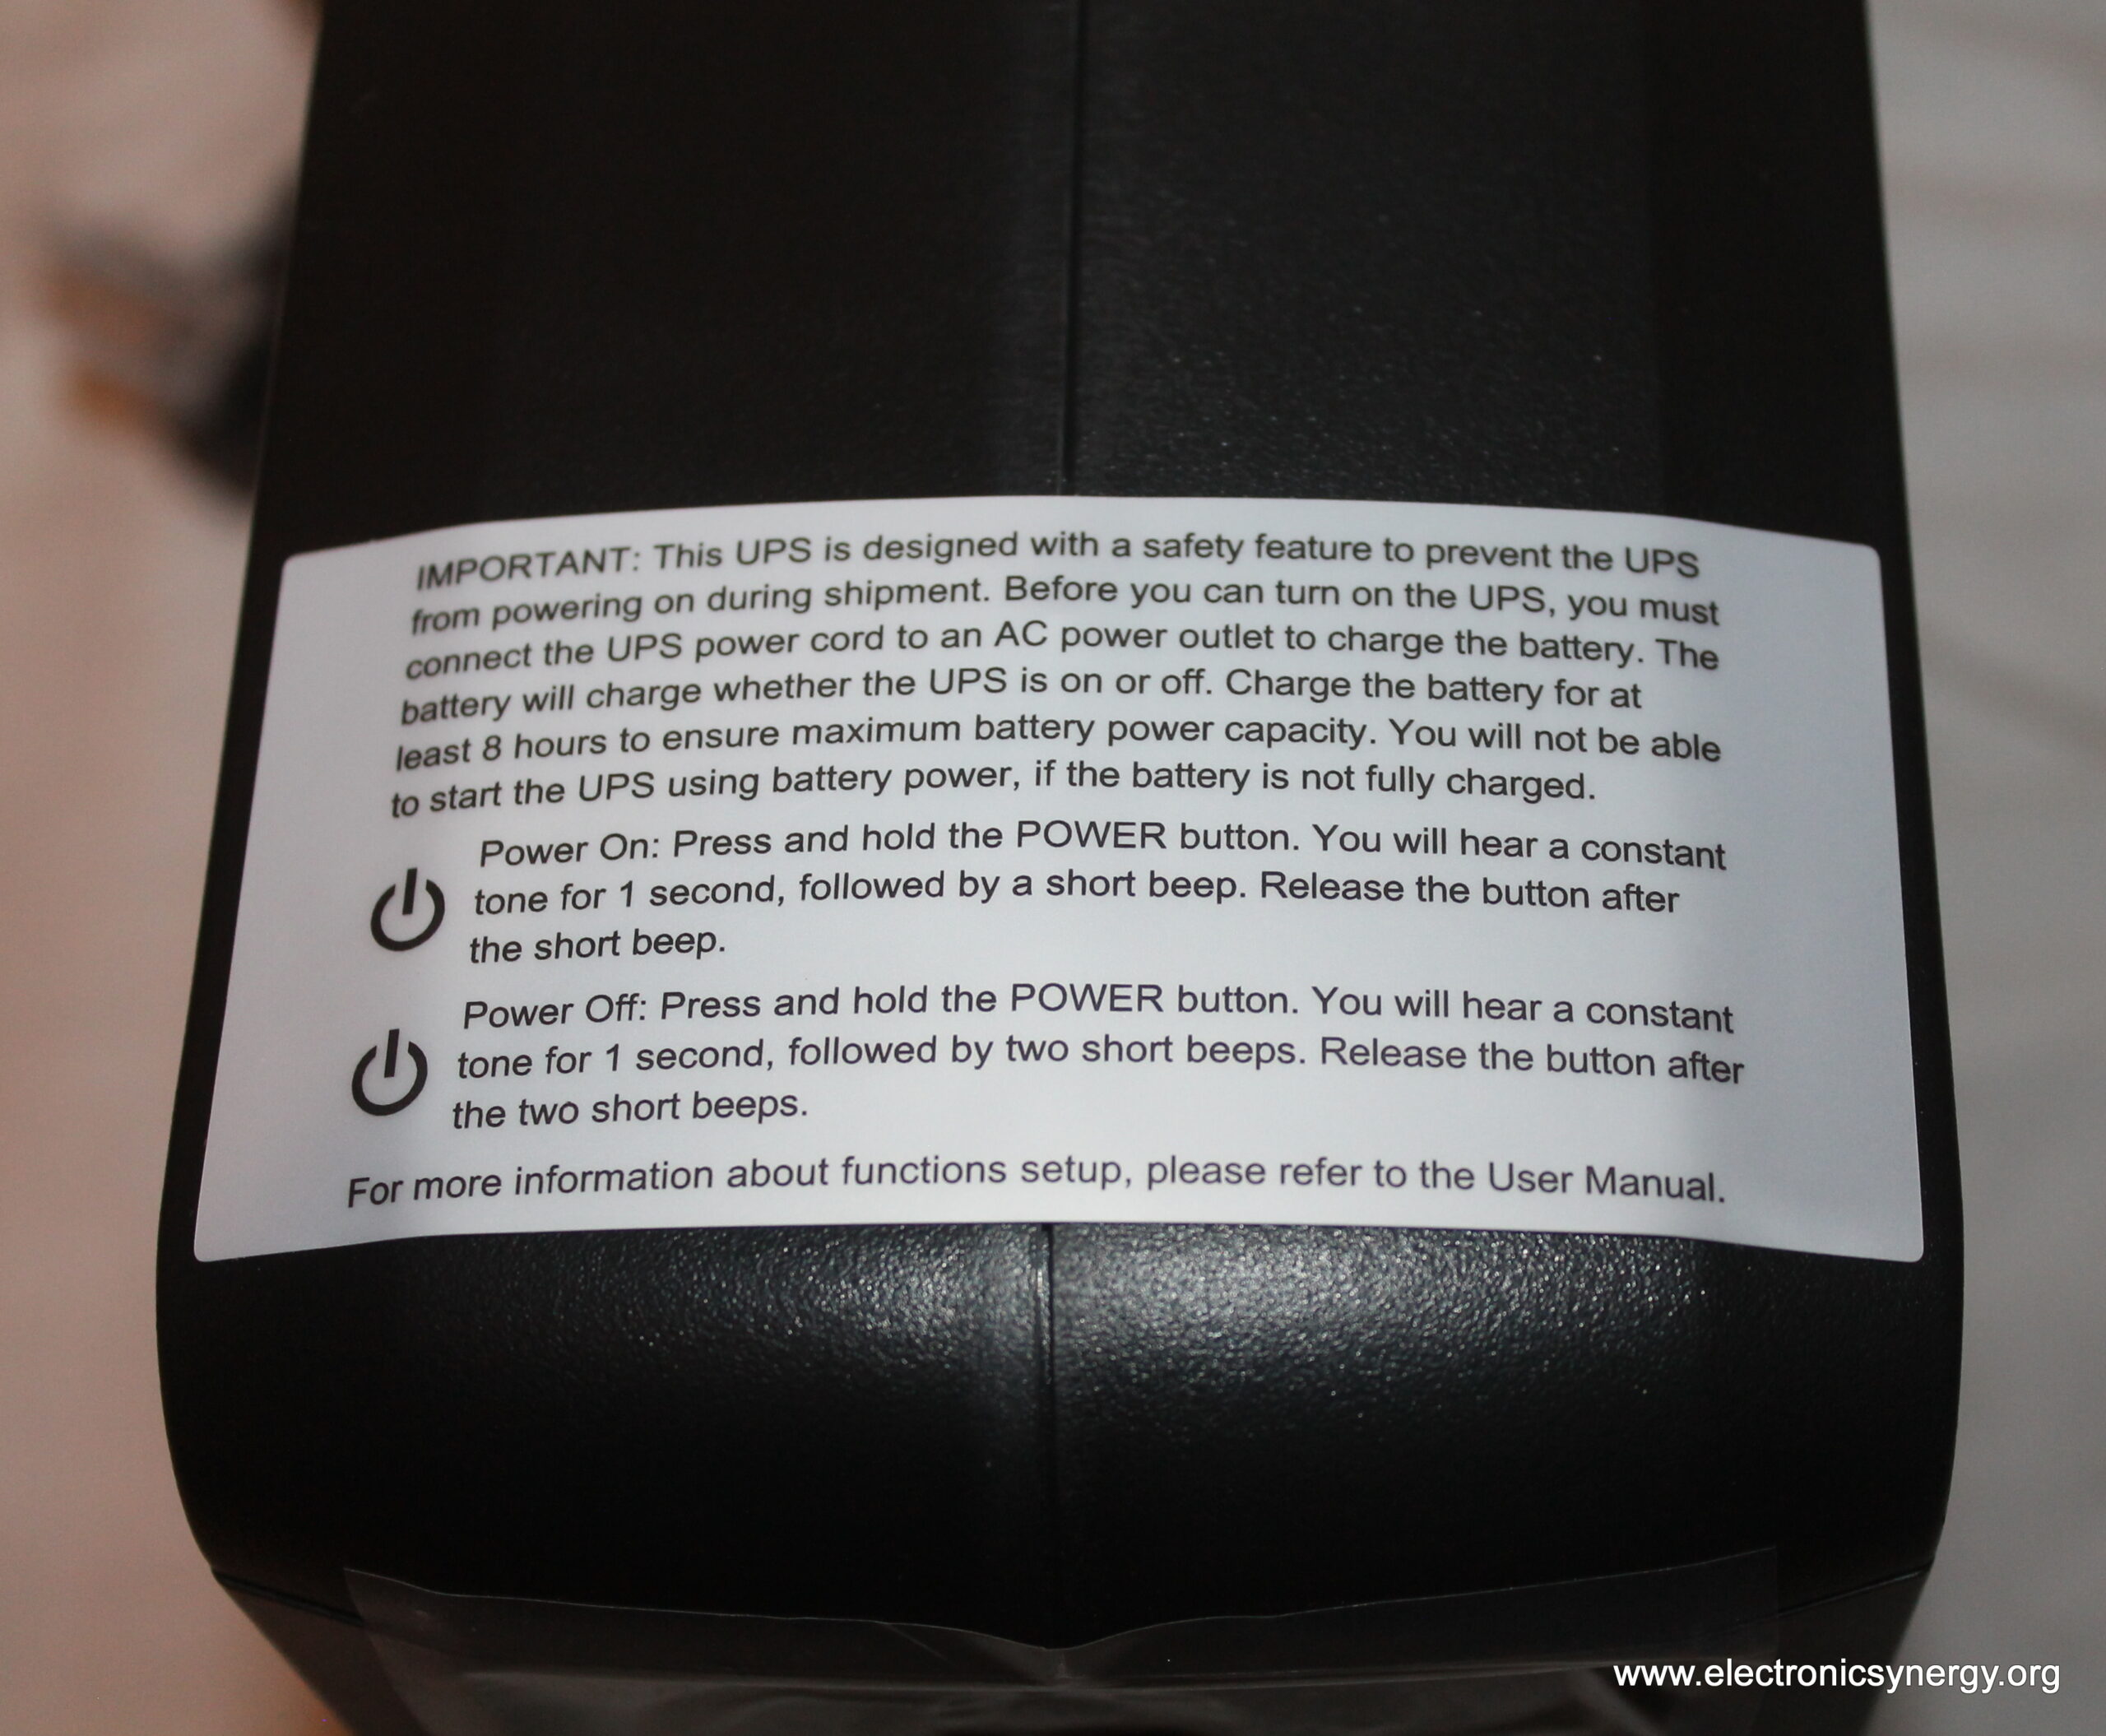 IMPORTANT: This UPS is designed with a safety feature to prevent the UPS
from powering on during shipment. Before you can turn on the UPS, you must
connect the UPS power cord to an AC power outlet to charge the battery. The
battery will charge whether the UPS is on or off. Charge the battery for at
least 8 hours to ensure maximum battery power capacity. You will not be able
to start the UPS using battery power, if the battery is not fully charged.
Power On: Press and hold the POWER button. You will hear a constant
tone for 1 second, followed by a short beep. Release the button after
the short beep.
Power Off: Press and hold the POWER button. You will hear a constant
tone for 1 second, followed by two short beeps. Release the button after
the two short beeps.
For more information about functions setup, please refer to the User Manual.
www.electronicsynergy.org